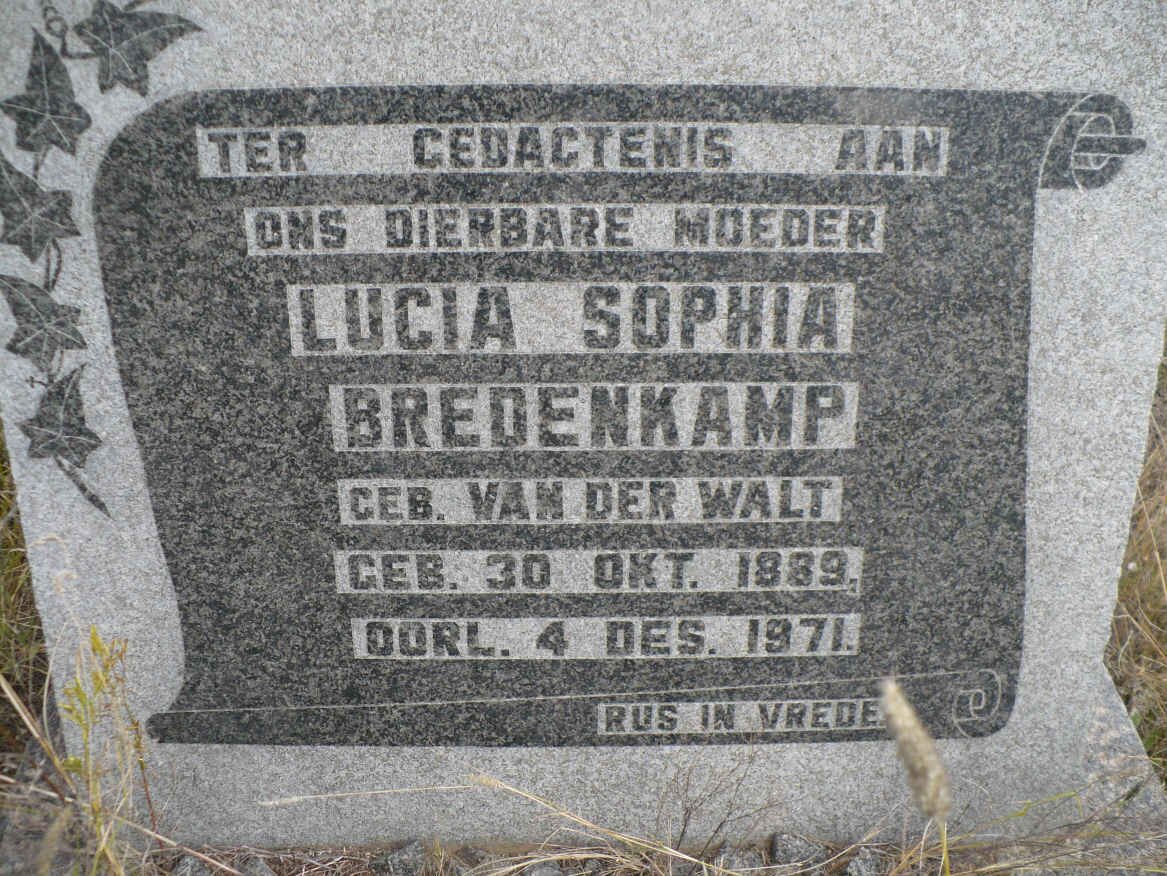 TER GEDACTENIS AAN
ONS DIERBARE MOEDER
LUCIA SOPHIA
BREDENKAMP
GEB. VAN DER WALT
GEB. 30 OKT. 1889,
OORL. 4 DES. 1971.
RUS IN VREDE